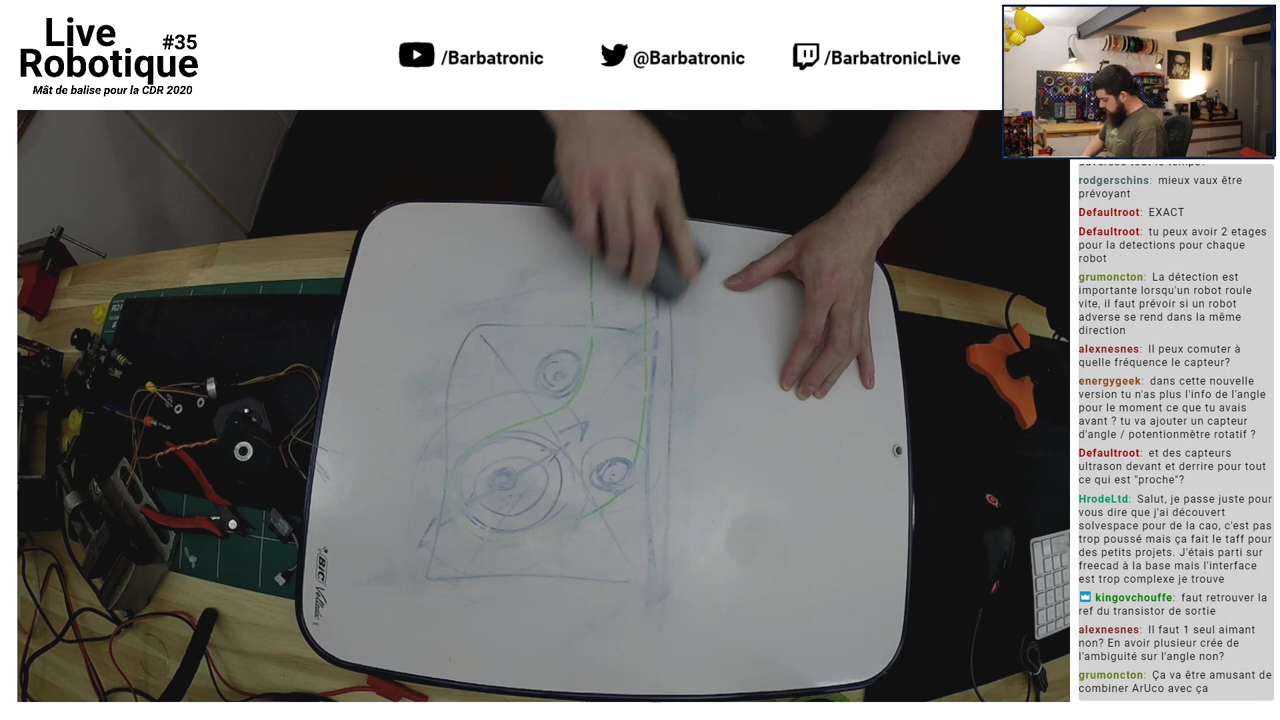 Live
Robotique #35
Mât de balise pour la CDR 2020
/Barbatronic
@Barbatronic
/BarbatronicLive
rodgerschins: mieux vaux être
prévoyant
Defaultroot: EXACT
Defaultroot: tu peux avoir 2 etages
pour la detections pour chaque
robot
grumoncton: La détection est
importante lorsqu'un robot roule
vite, il faut prévoir si un robot
adverse se rend dans la même
direction
alexnesnes: Il peux comuter à
quelle fréquence le capteur?
energygeek: dans cette nouvelle
version tu n'as plus l'info de l'angle
pour le moment ce que tu avais
avant ? tu va ajouter un capteur
d'angle / potentionmètre rotatif ?
Defaultroot: et des capteurs
ultrason devant et derrire pour tout
ce qui est "proche"?
HrodeLtd: Salut, je passe juste pour
vous dire que j'ai découvert
solvespace pour de la cao, c'est pas
trop poussé mais ça fait le taff pour
des petits projets. J'étais parti sur
freecad à la base mais l'interface
est trop complexe je trouve
kingovchouffe: faut retrouver la
ref du transistor de sortie
alexnesnes: Il faut 1 seul aimant
non? En avoir plusieur crée de
l'ambiguité sur l'angle non?
grumoncton: Ça va être amusant de
combiner ArUco avec ça
BIC Velleda